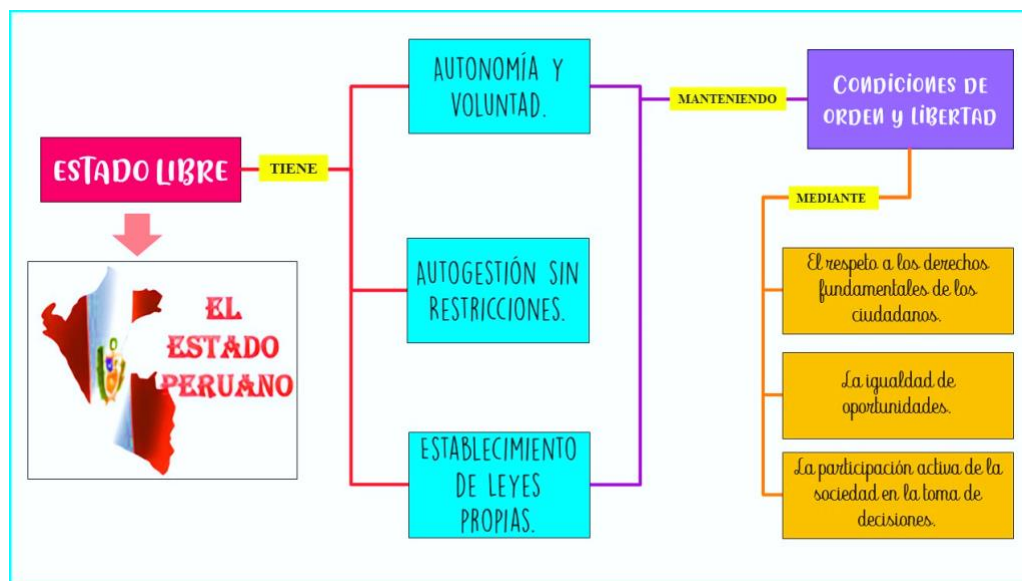 ESTADO LIBRE
EL
ESTADO
PERUANO
TIENE
AUTONOMÍA Y
VOLUNTAD.
AUTOGESTIÓN SIN
RESTRICCIONES.
ESTABLECIMIENTO
DE LEYES
PROPIAS.
MANTENIENDO
CONDICIONES DE
ORDEN Y LIBERTAD
MEDIANTE
El respeto a los derechos
fundamentales de los
ciudadanos.
La igualdad de
oportunidades.
La participación activa de la
sociedad en la toma de
decisiones.